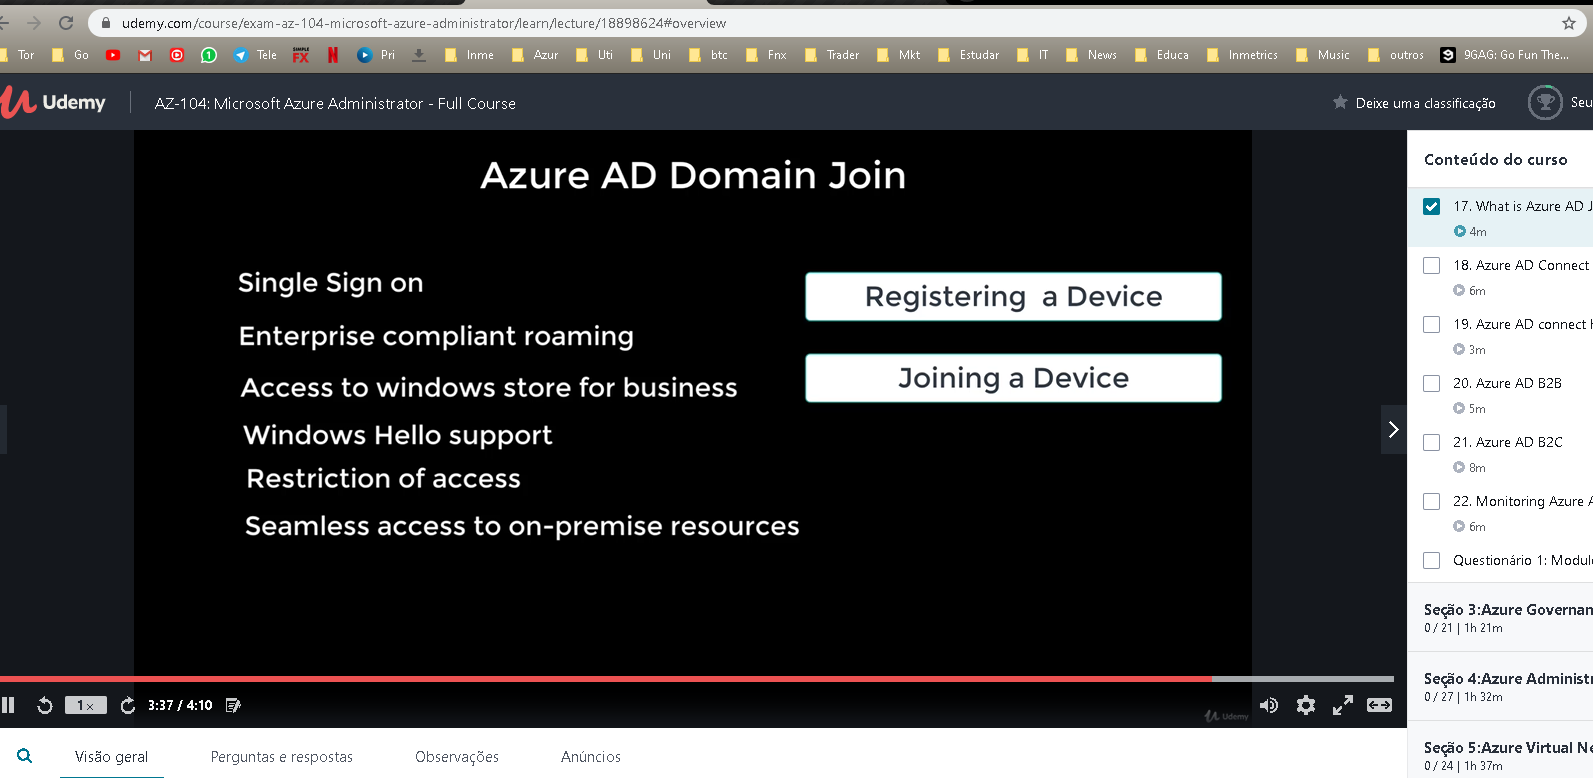 udemy.com/course/exam-az-104-microsoft-azure-administrator/learn/lecture/18898624#overview
Tor Go Tele SIMPLE FX N Pri Inme Azur Uti Uni btc Fnx Trader Mkt Estudar IT News Educa Inmetrics Music outros 9GAG: Go Fun The...
Udemy AZ-104: Microsoft Azure Administrator - Full Course Deixe uma classificação Seu
Azure AD Domain Join
Single Sign on
Enterprise compliant roaming
Access to windows store for business
Windows Hello support
Restriction of access
Seamless access to on-premise resources
Registering a Device
Joining a Device
1x 3:37 / 4:10
Udemy
Conteúdo do curso
17. What is Azure AD J
4m
18. Azure AD Connect
6m
19. Azure AD connect
3m
20. Azure AD B2B
5m
21. Azure AD B2C
8m
22. Monitoring Azure A
6m
Questionário 1: Modul
Seção 3:Azure Governan
0 / 21 | 1h 21m
Seção 4:Azure Administr
0 / 27 | 1h 32m
Seção 5:Azure Virtual Ne
0 / 24 | 1h 37m
Visão geral Perguntas e respostas Observações Anúncios